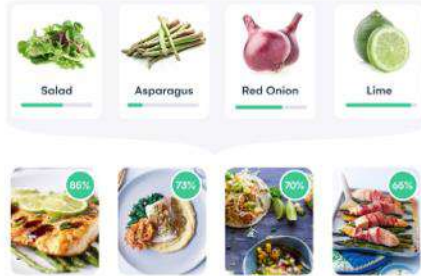 Salad
Asparagus
Red Onion
Lime
86%
73%
70%
65%